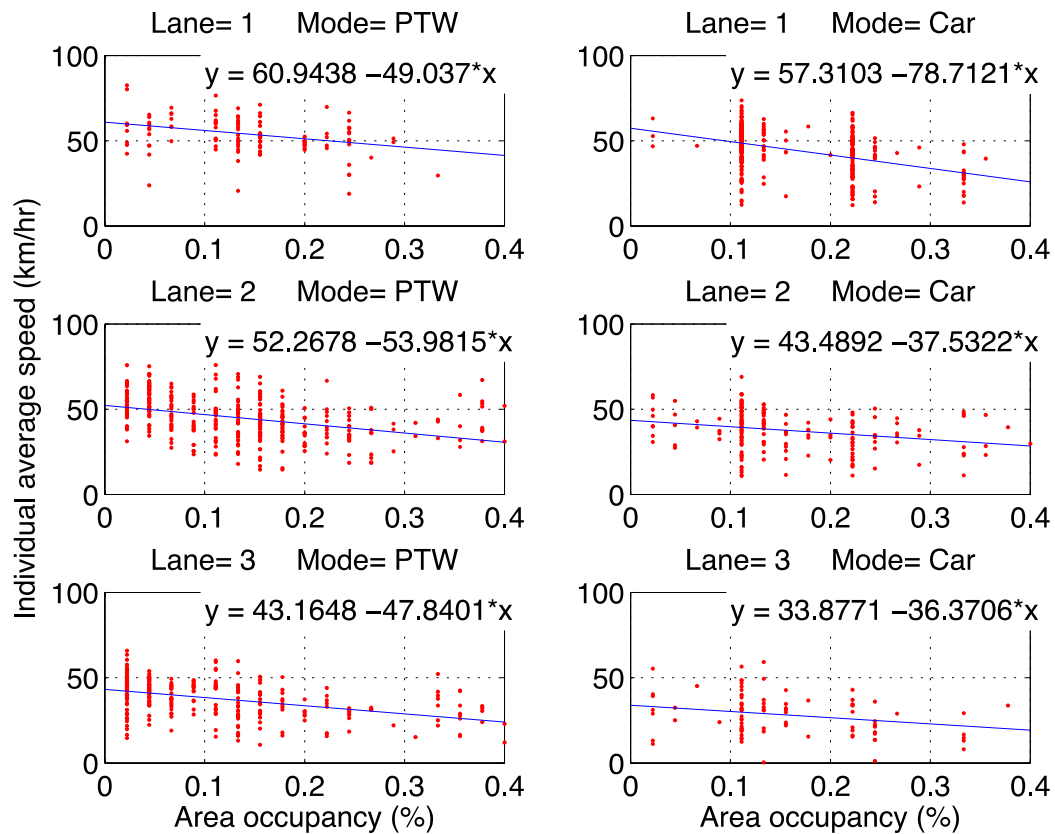 Individual average speed (km/hr)
Lane= 1 Mode= PTW
y = 60.9438 −49.037*x
100
50
0
0 0.1 0.2 0.3 0.4
Lane= 1 Mode= Car
y = 57.3103 −78.7121*x
100
50
0
0 0.1 0.2 0.3 0.4
Lane= 2 Mode= PTW
y = 52.2678 −53.9815*x
100
50
0
0 0.1 0.2 0.3 0.4
Lane= 2 Mode= Car
y = 43.4892 −37.5322*x
100
50
0
0 0.1 0.2 0.3 0.4
Lane= 3 Mode= PTW
y = 43.1648 −47.8401*x
100
50
0
0 0.1 0.2 0.3 0.4
Area occupancy (%)
Lane= 3 Mode= Car
y = 33.8771 −36.3706*x
100
50
0
0 0.1 0.2 0.3 0.4
Area occupancy (%)